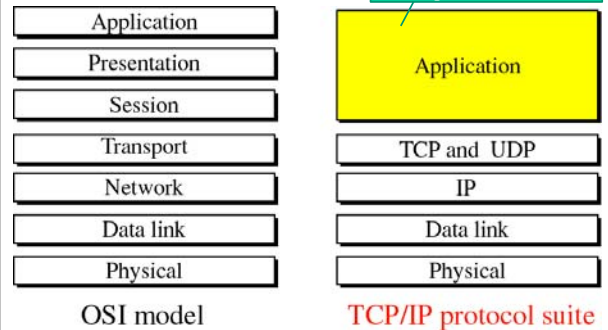 Application
Presentation
Session
Transport
Network
Data link
Physical
OSI model
Application
TCP and UDP
IP
Data link
Physical
TCP/IP protocol suite